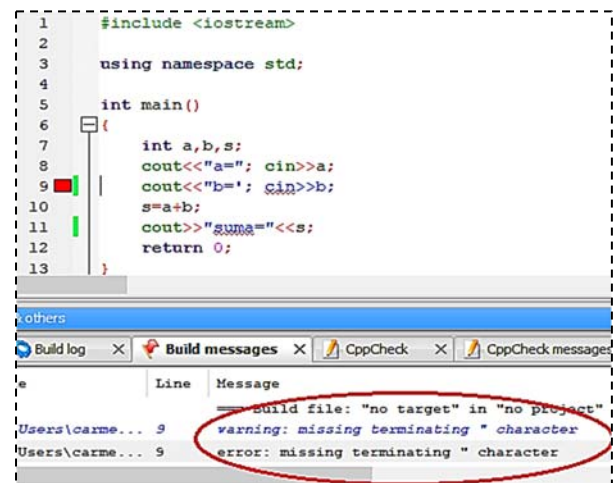 1 #include <iostream>
2
3 using namespace std;
4
5 int main()
6 {
7 int a,b,s;
8 cout<<"a="; cin>>a;
9 cout<<"b='; cin>>b;
10 s=a+b;
11 cout>>"suma="<<s;
12 return 0;
13 }
others
Build log X Build messages X CppCheck X CppCheck messages
e Line Message
=== Build file: "no target" in "no project"
Users\carme... 9 warning: missing terminating " character
Users\carme... 9 error: missing terminating " character